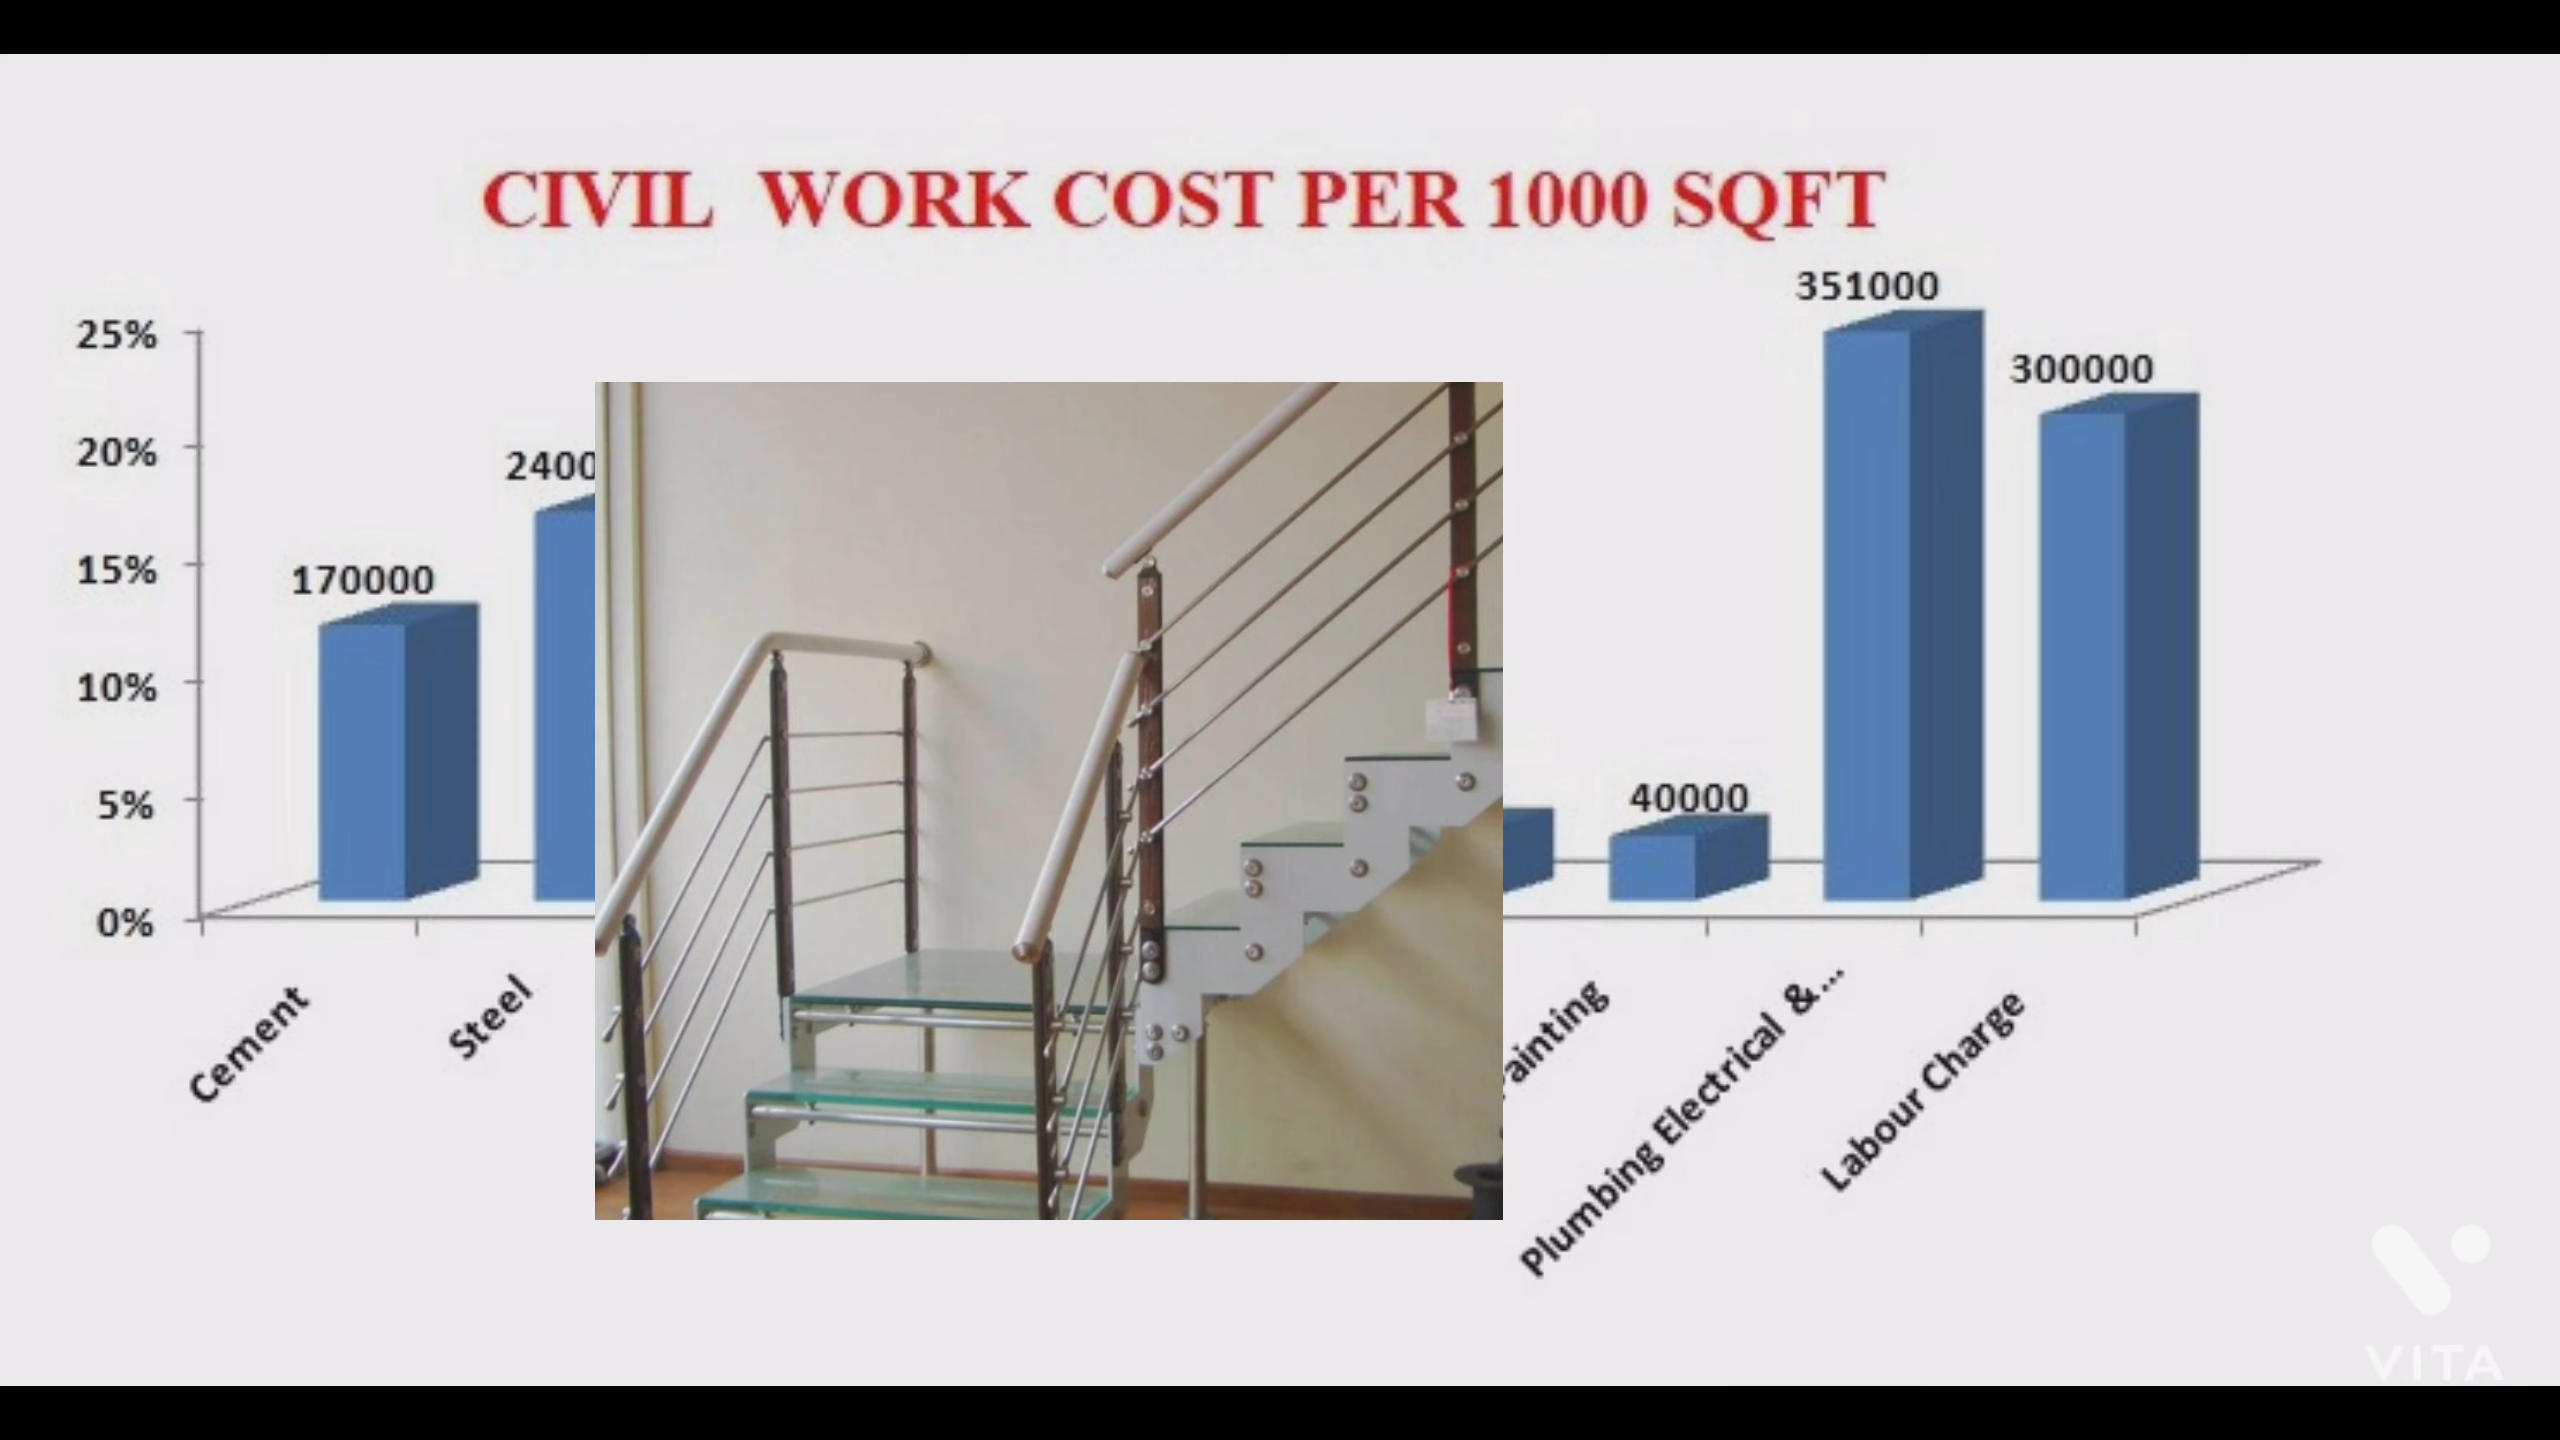 CIVIL WORK COST PER 1000 SQFT
351000
300000
2400
170000
40000
25%
20%
15%
10%
5%
0%
Cement
Steel
ainting
Plumbing Electrical &...
Labour Charge
VITA